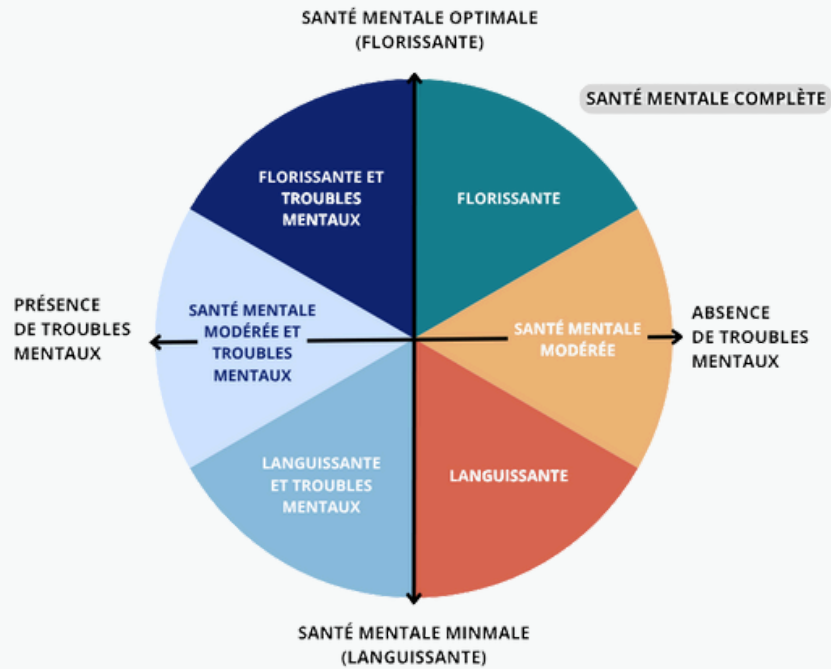 SANTÉ MENTALE OPTIMALE
(FLORISSANTE)
SANTÉ MENTALE COMPLÈTE
FLORISSANTE ET
TROUBLES
MENTAUX
FLORISSANTE
PRÉSENCE
DE TROUBLES
MENTAUX
SANTÉ MENTALE
MODÉRÉE ET
TROUBLES
MENTAUX
SANTÉ MENTALE
MODÉRÉE
ABSENCE
DE TROUBLES
MENTAUX
LANGUISSANTE
ET TROUBLES
MENTAUX
LANGUISSANTE
SANTÉ MENTALE MINMALE
(LANGUISSANTE)